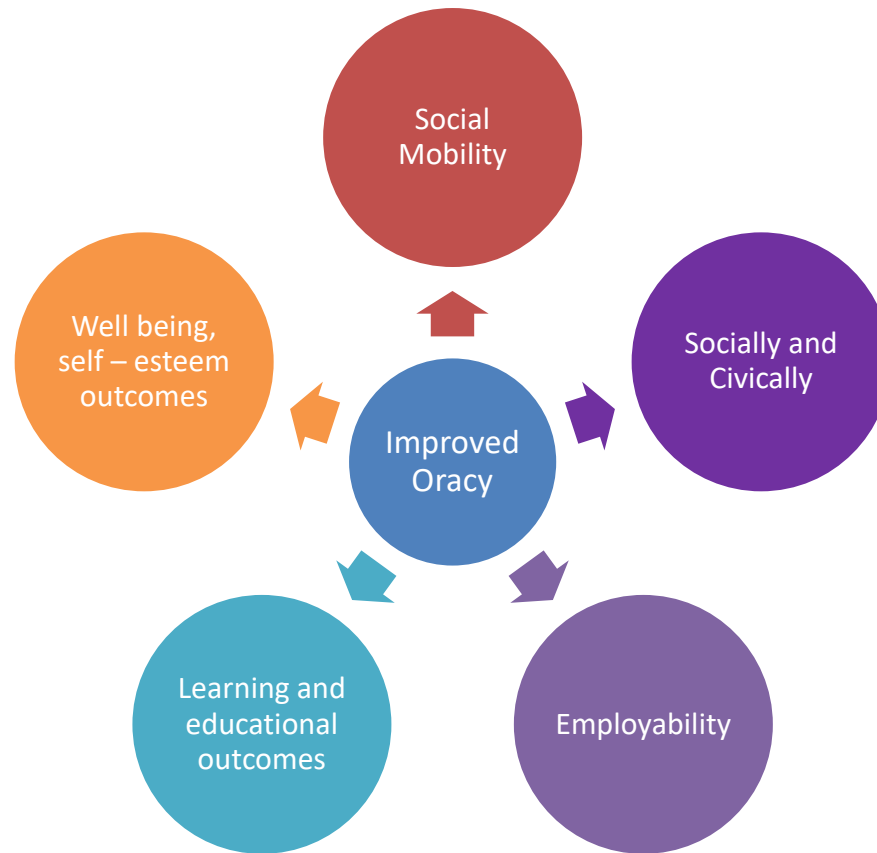 Social
Mobility
Socially and
Civically
Employability
Learning and
educational
outcomes
Well being,
self – esteem
outcomes
Improved
Oracy